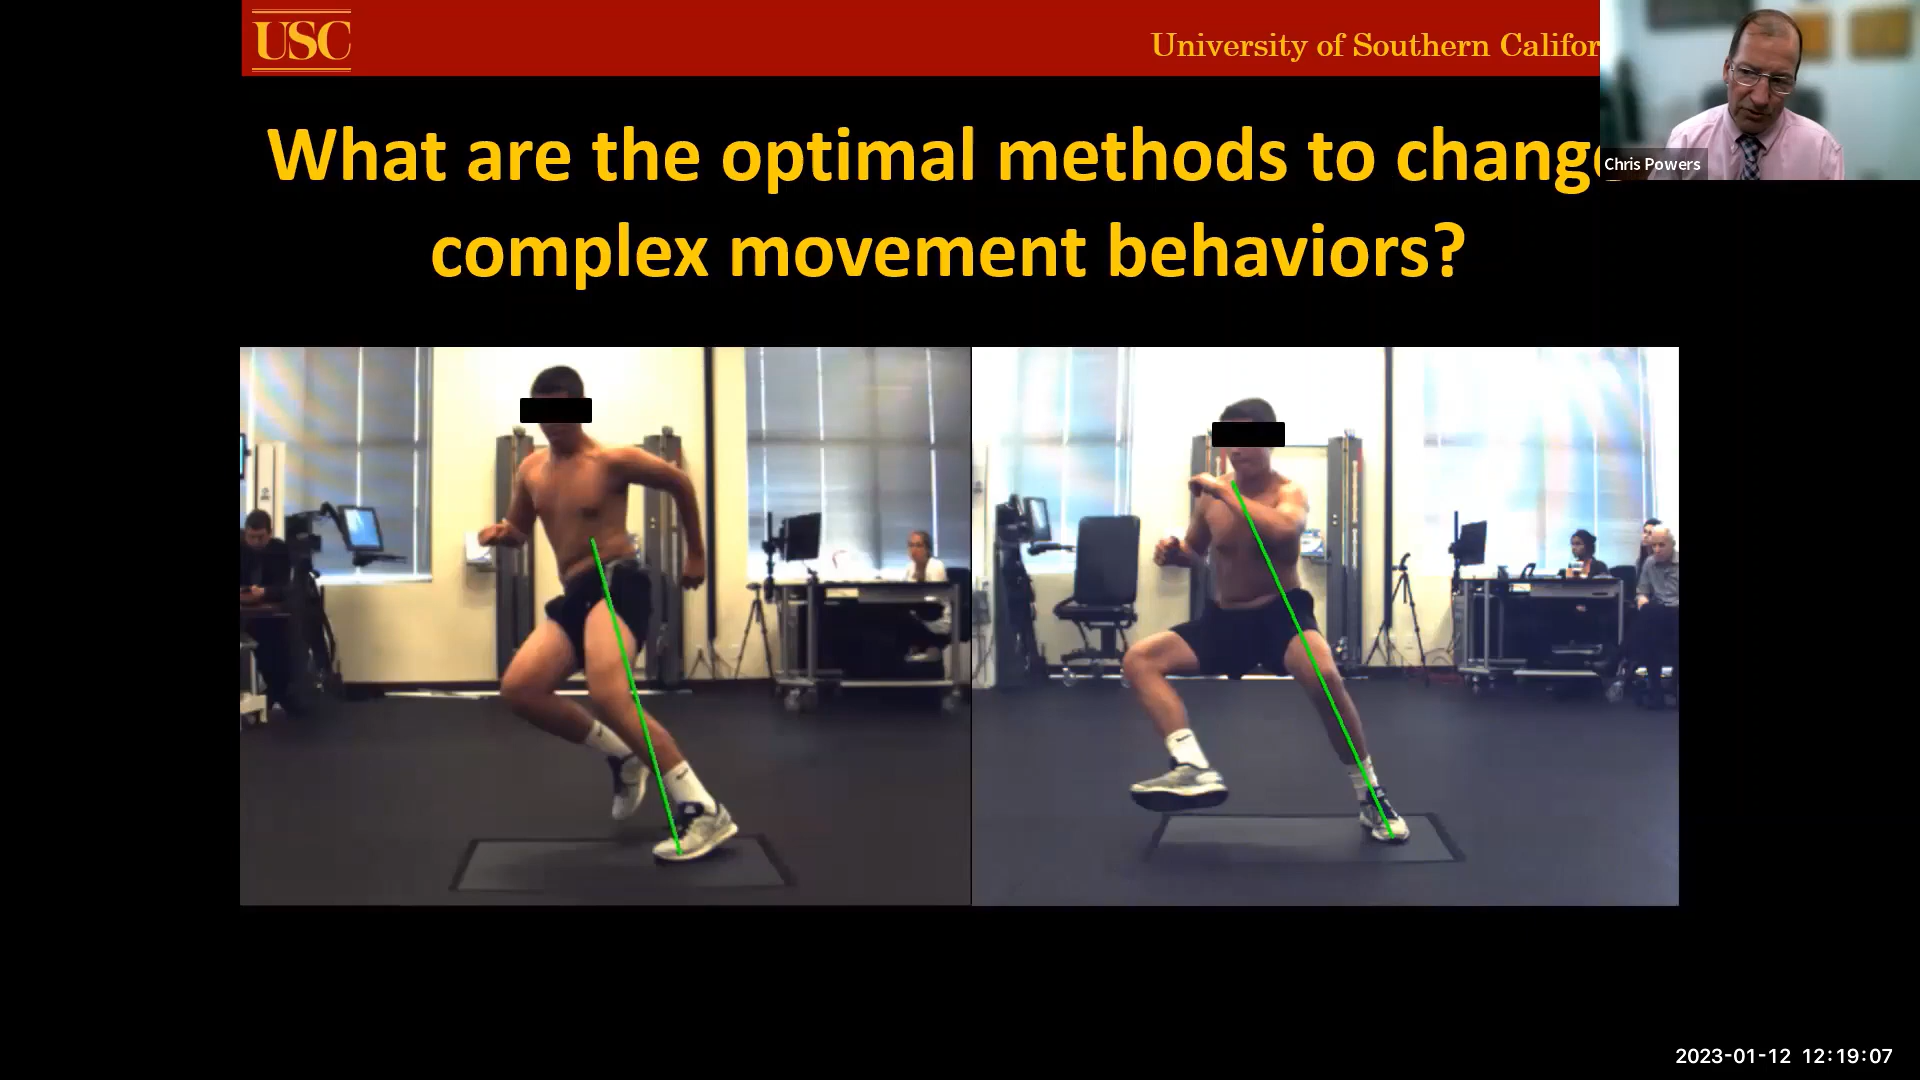 USC
University of Southern Califor
What are the optimal methods to change
complex movement behaviors?
Chris Powers
2023-01-12 12:19:07